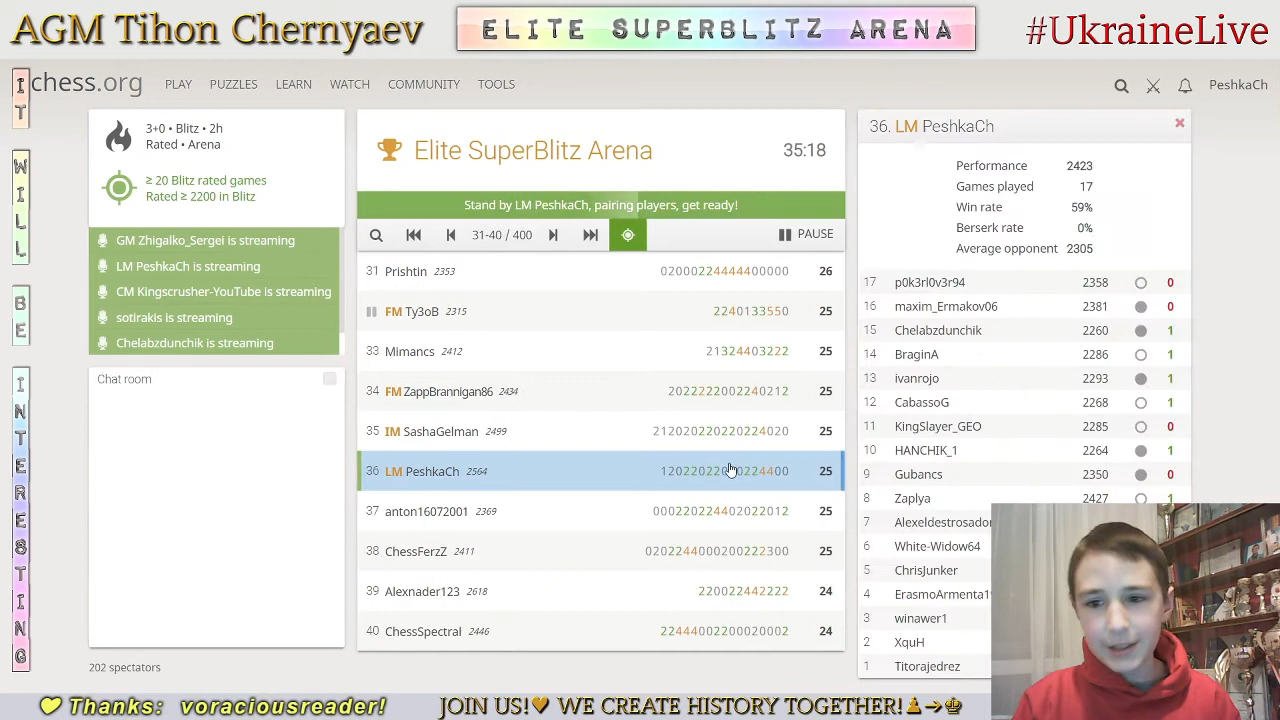 AGM Tihon Chernyaev
ELITE SUPERBLITZ ARENA
#UkraineLive
IT WILL BE INTERESTING
chess.org
PLAY PUZZLES LEARN WATCH COMMUNITY TOOLS
PeshkaCh
3+0 • Blitz • 2h
Rated • Arena
≥ 20 Blitz rated games
Rated ≥ 2200 in Blitz
GM Zhigalko_Sergei is streaming
LM PeshkaCh is streaming
CM Kingscrusher-YouTube is streaming
sotirakis is streaming
Chelabzdunchik is streaming
Chat room
202 spectators
Elite SuperBlitz Arena 35:18
Stand by LM PeshkaCh, pairing players, get ready!
31-40 / 400 PAUSE
31 Prishtin 2353 02000224444400000 26
FM Ty3oB 2315 2240133550 25
33 Mimancs 2412 21324403222 25
34 FM ZappBrannigan86 2434 2022222002240212 25
35 IM SashaGelman 2499 212020220220224020 25
36 LM PeshkaCh 2564 25
37 anton16072001 2369 000220224402022012 25
38 ChessFerzZ 2411 0202244000200222300 25
39 Alexnader123 2618 220022442222 24
40 ChessSpectral 2446 22444002200020002 24
36. LM PeshkaCh
Performance 2423
Games played 17
Win rate 59%
Berserk rate 0%
Average opponent 2305
17 p0k3rl0v3r94 2358 0
16 maxim_Ermakov06 2381 0
15 Chelabzdunchik 2260 1
14 BraginA 2286 1
13 ivanrojo 2293 1
12 CabassoG 2268 1
11 KingSlayer_GEO 2285 0
10 HANCHIK_1 2264 1
9 Gubancs 2350 0
8 Zaplya 2427 1
7 Alexeldestrosador
6 White-Widow64
5 ChrisJunker
4 ErasmoArmenta1
3 winawer1
2 XquH
1 Titorajedrez
Thanks: voraciousreader!
JOIN US!♥ WE CREATE HISTORY TOGETHER!♟→♔